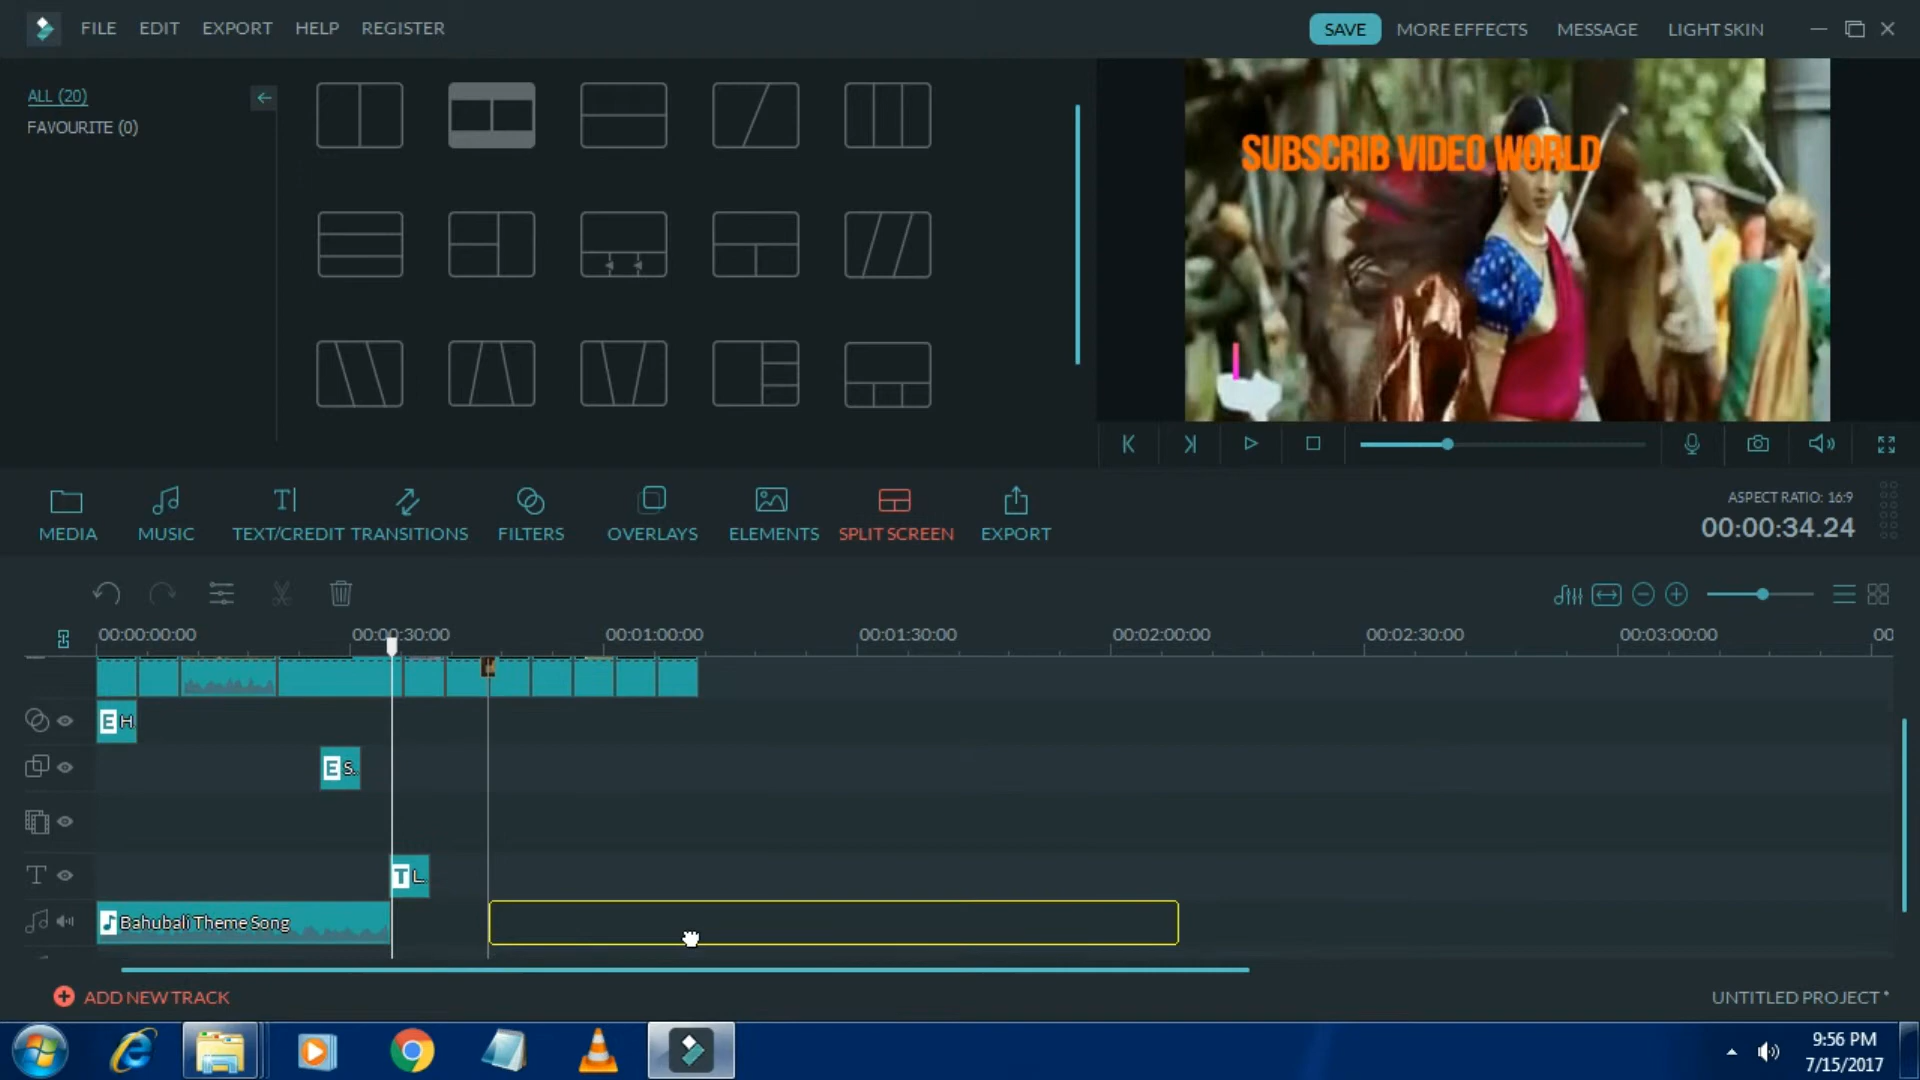 FILE EDIT EXPORT HELP REGISTER
SAVE MORE EFFECTS MESSAGE LIGHT SKIN
ALL (20)
FAVOURITE (0)
SUBSCRIB VIDEO WORLD
MEDIA MUSIC TEXT/CREDIT TRANSITIONS FILTERS OVERLAYS ELEMENTS SPLIT SCREEN EXPORT
ASPECT RATIO: 16:9
00:00:34.24
00:00:00:00 00:00:30:00 00:01:00:00 00:01:30:00 00:02:00:00 00:02:30:00 00:03:00:00 00
E H
E S.
T L
Bahubali Theme Song
ADD NEW TRACK
UNTITLED PROJECT *
9:56 PM
7/15/2017